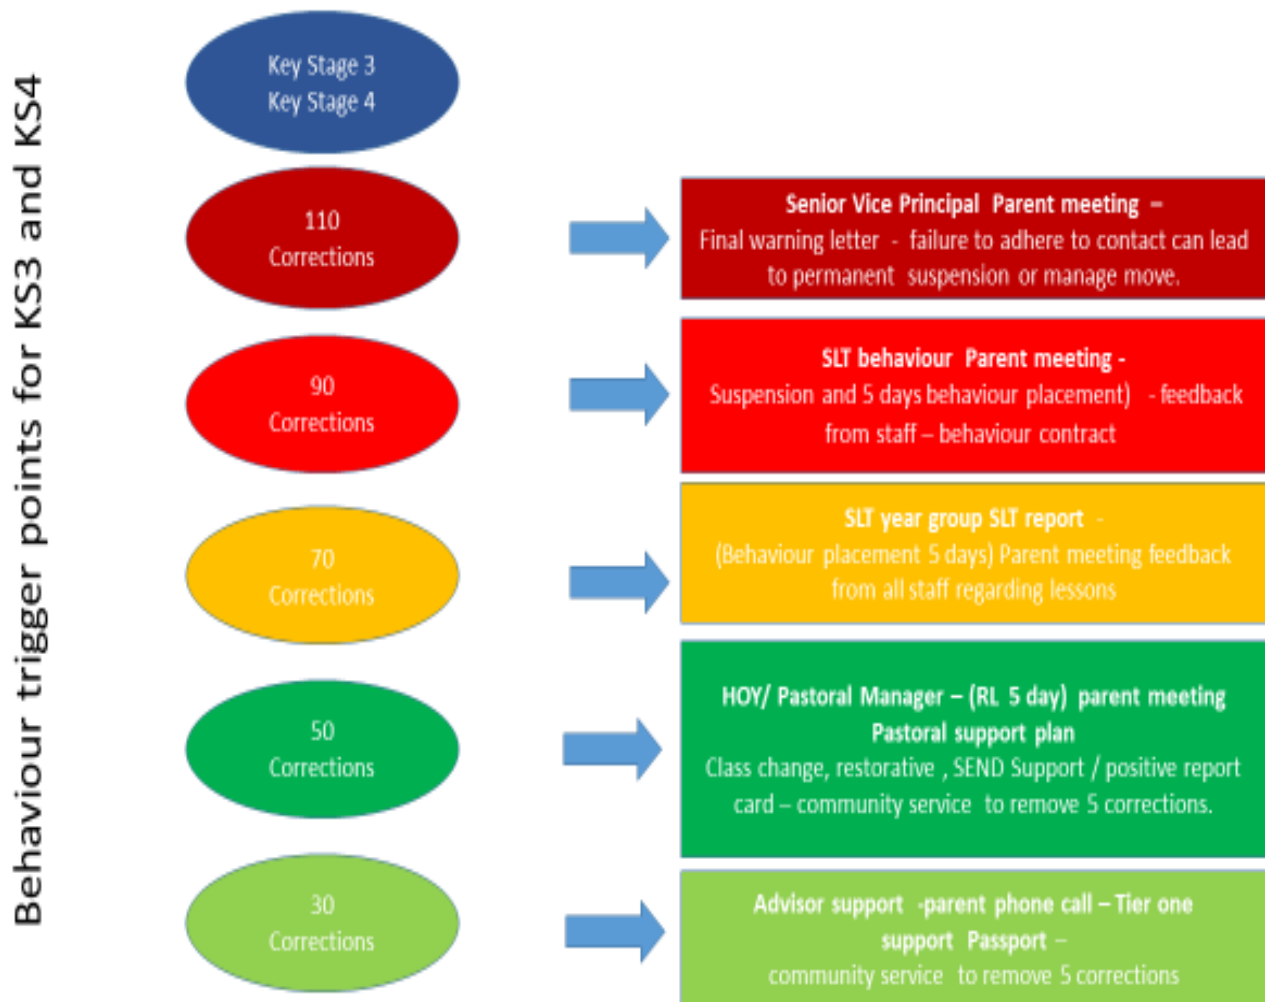 Behaviour trigger points for KS3 and KS4
Key Stage 3
Key Stage 4
110
Corrections
Senior Vice Principal Parent meeting –
Final warning letter - failure to adhere to contact can lead
to permanent suspension or manage move.
90
Corrections
SLT behaviour Parent meeting -
Suspension and 5 days behaviour placement) - feedback
from staff – behaviour contract
70
Corrections
SLT year group SLT report -
(Behaviour placement 5 days) Parent meeting feedback
from all staff regarding lessons
50
Corrections
HOY/ Pastoral Manager – (RL 5 day) parent meeting
Pastoral support plan
Class change, restorative , SEND Support / positive report
card – community service to remove 5 corrections.
30
Corrections
Advisor support -parent phone call – Tier one
support Passport –
community service to remove 5 corrections